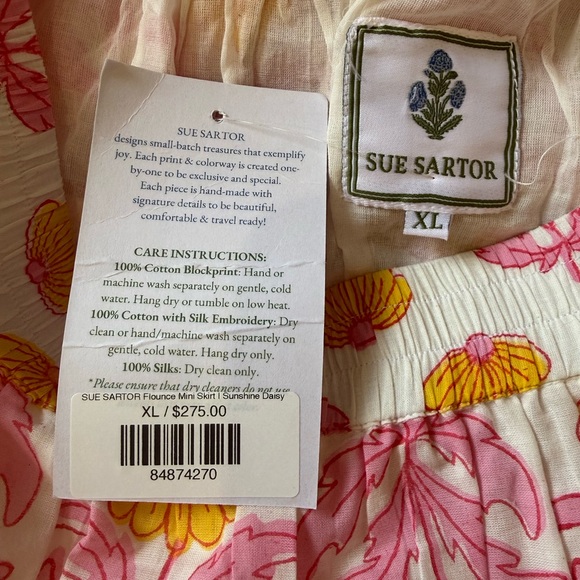 SUE SARTOR
designs small-batch treasures that exemplify
joy. Each print & colorway is created one-
by-one to be exclusive and special.
Each piece is hand-made with
signature details to be beautiful,
comfortable & travel ready!
CARE INSTRUCTIONS:
100% Cotton Blockprint: Hand or
machine wash separately on gentle, cold
water. Hang dry or tumble on low heat.
100% Cotton with Silk Embroidery: Dry
clean or hand/machine wash separately on
gentle, cold water. Hang dry only.
100% Silks: Dry clean only.
*Please ensure that dry cleaners do not use
SUE SARTOR Flounce Mini Skirt | Sunshine Daisy
XL / $275.00
84874270
SUE SARTOR
XL